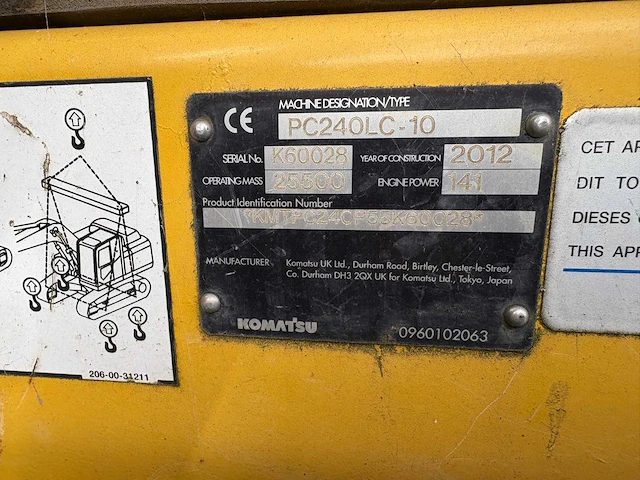 CE
MACHINE DESIGNATION/TYPE
PC240LC-10
SERIAL No. K60028 YEAR OF CONSTRUCTION 2012
OPERATING MASS 25500 ENGINE POWER 141
Product Identification Number
MANUFACTURER Komatsu UK Ltd., Durham Road, Birtley, Chester-le-Street,
Co. Durham DH3 2QX UK for Komatsu Ltd., Tokyo, Japan
KOMATSU 0960102063
206-00-31211
CET AP
DIT TO
DIESES
THIS APP